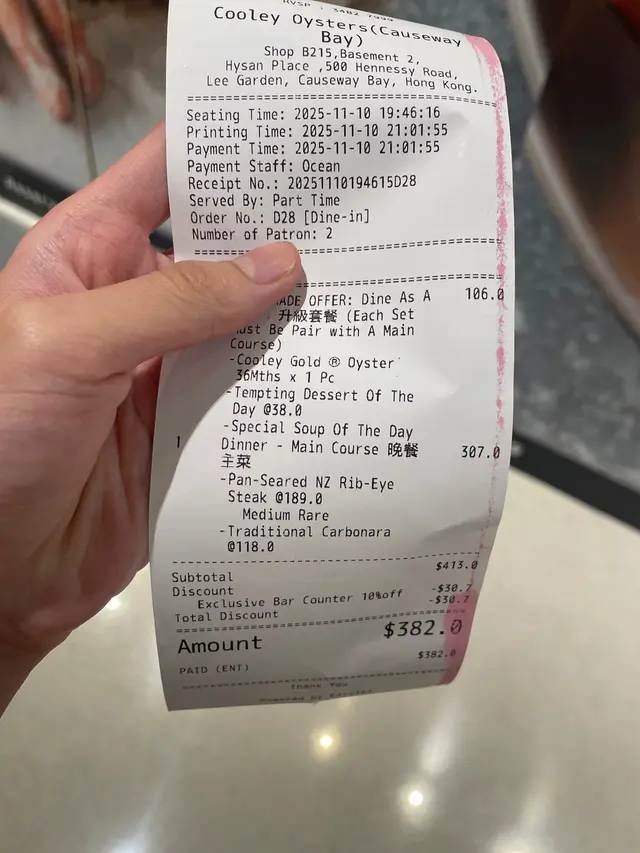 RVSP : 3482 7999
Cooley Oysters(Causeway
Bay)
Shop B215,Basement 2,
Hysan Place ,500 Hennessy Road,
Lee Garden, Causeway Bay, Hong Kong.
Seating Time: 2025-11-10 19:46:16
Printing Time: 2025-11-10 21:01:55
Payment Time: 2025-11-10 21:01:55
Payment Staff: Ocean
Receipt No.: 20251110194615D28
Served By: Part Time
Order No.: D28 [Dine-in]
Number of Patron: 2
ADE OFFER: Dine As A 106.0
升級套餐 (Each Set
ust Be Pair with A Main
Course)
-Cooley Gold ® Oyster
36Mths x 1 Pc
-Tempting Dessert Of The
Day @38.0
-Special Soup Of The Day
1 Dinner - Main Course 晚餐 307.0
主菜
-Pan-Seared NZ Rib-Eye
Steak @189.0
Medium Rare
-Traditional Carbonara
@118.0
Subtotal $413.0
Discount -$30.7
Exclusive Bar Counter 10%off -$30.7
Total Discount
Amount $382.0
PAID (ENT) $382.0
Thank You
Powered By